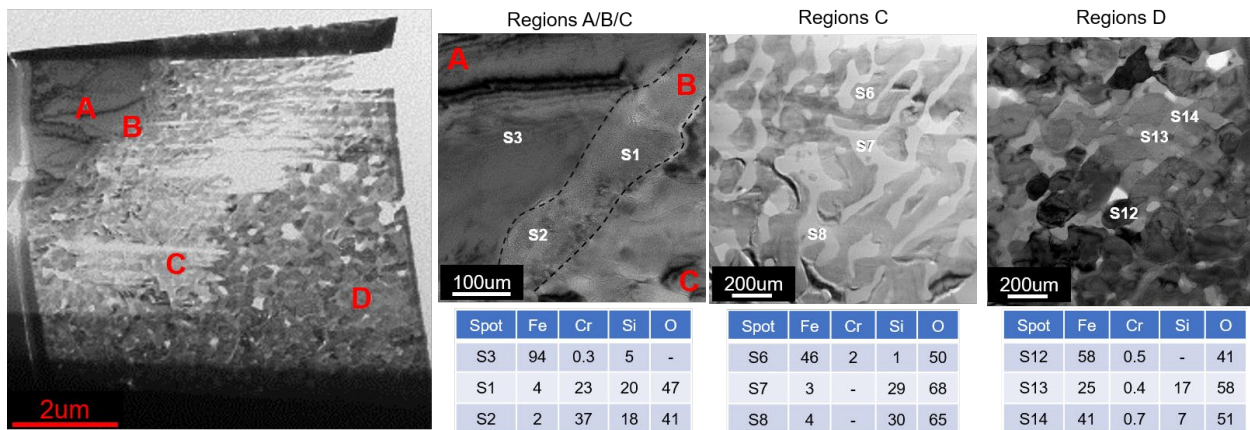 Regions A/B/C
Regions C
Regions D
A
B
C
D
2um
A
B
C
S3
S1
S2
100um
S6
S7
S8
200um
S14
S13
S12
200um
Spot Fe Cr Si O
S3 94 0.3 5 -
S1 4 23 20 47
S2 2 37 18 41
Spot Fe Cr Si O
S6 46 2 1 50
S7 3 - 29 68
S8 4 - 30 65
Spot Fe Cr Si O
S12 58 0.5 - 41
S13 25 0.4 17 58
S14 41 0.7 7 51